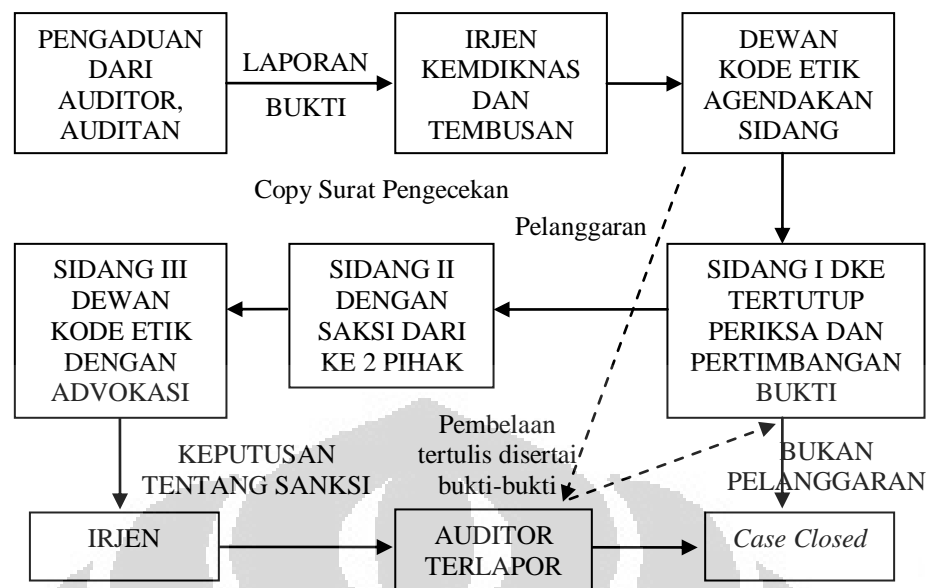 PENGADUAN
DARI
AUDITOR,
AUDITAN
LAPORAN
BUKTI
IRJEN
KEMDIKNAS
DAN
TEMBUSAN
DEWAN
KODE ETIK
AGENDAKAN
SIDANG
Copy Surat Pengecekan
Pelanggaran
SIDANG III
DEWAN
KODE ETIK
DENGAN
ADVOKASI
SIDANG II
DENGAN
SAKSI DARI
KE 2 PIHAK
SIDANG I DKE
TERTUTUP
PERIKSA DAN
PERTIMBANGAN
BUKTI
KEPUTUSAN
TENTANG SANKSI
Pembelaan
tertulis disertai
bukti-bukti
BUKAN
PELANGGARAN
IRJEN
AUDITOR
TERLAPOR
Case Closed